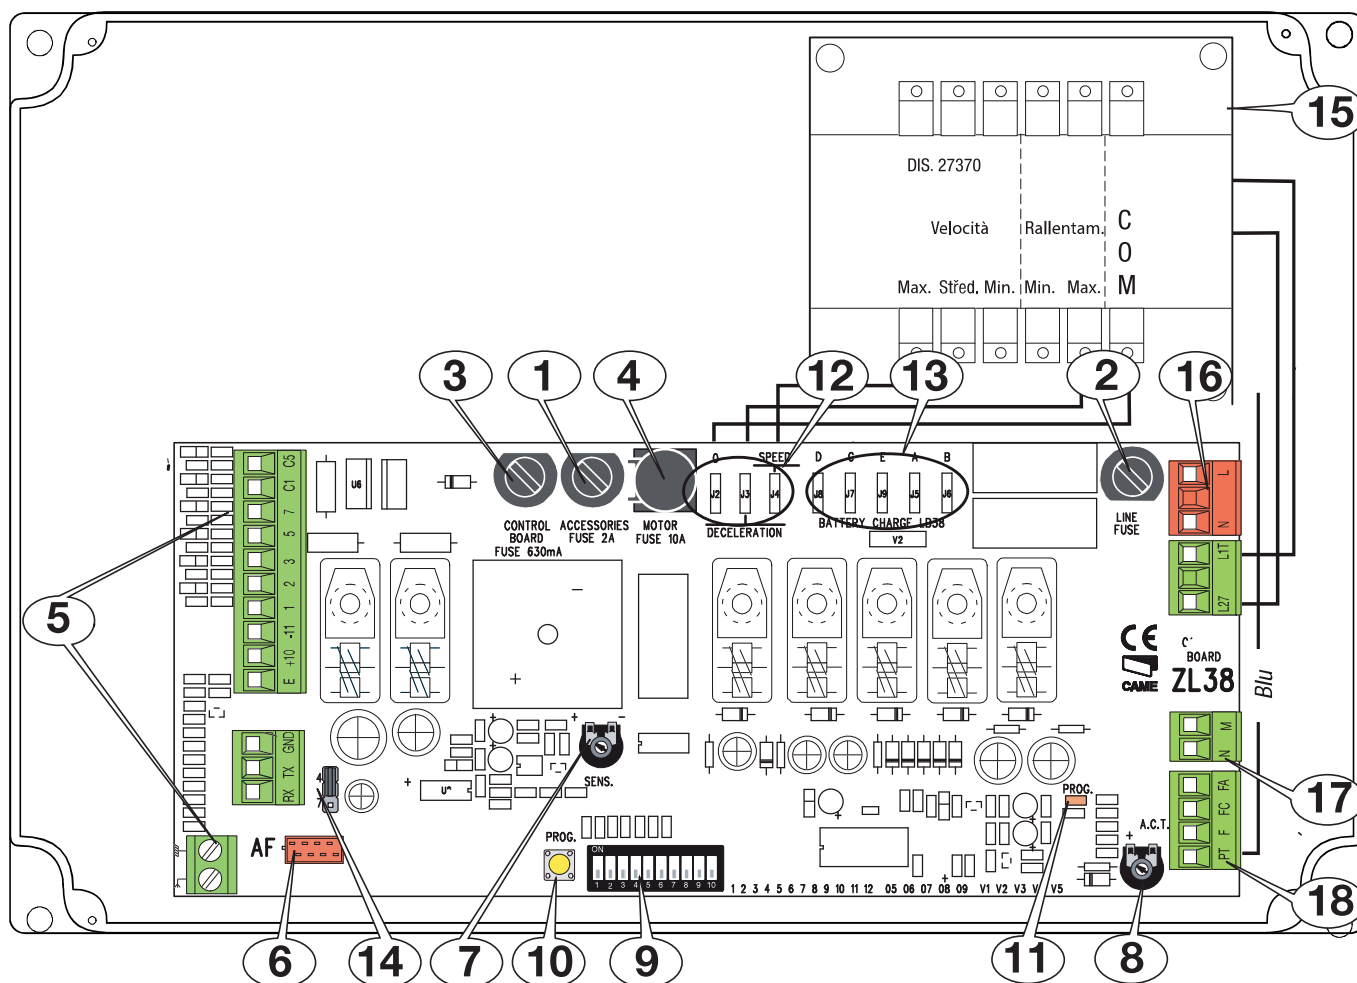 15
DIS. 27370
Velocità Rallentam.
C
O
M
Max. Střed. Min. Min. Max.
3 1 4 12 13 2 16
O SPEED D C E A B
J2 J3 J4 J8 J7 J9 J5 J6
DECELERATION
BATTERY CHARGE LB38
V2
CONTROL BOARD FUSE 630mA
ACCESSORIES FUSE 2A
MOTOR FUSE 10A
LINE FUSE
U6
C5
C1
7
5
3
2
1
-11
+10
E
L
N
L1T
L27
5
CE
CAME
BOARD
ZL38
Blu
GND
TX
RX
4
7
+ -
SENS.
M
N
17
FA
FC
F
PT
18
PROG.
A.C.T.
+
AF
PROG.
ON
1 2 3 4 5 6 7 8 9 10
1 2 3 4 5 6 7 8 9 10 11 12 05 06 07 08 09 V1 V2 V3 V5
6 14 7 10 9 11 8